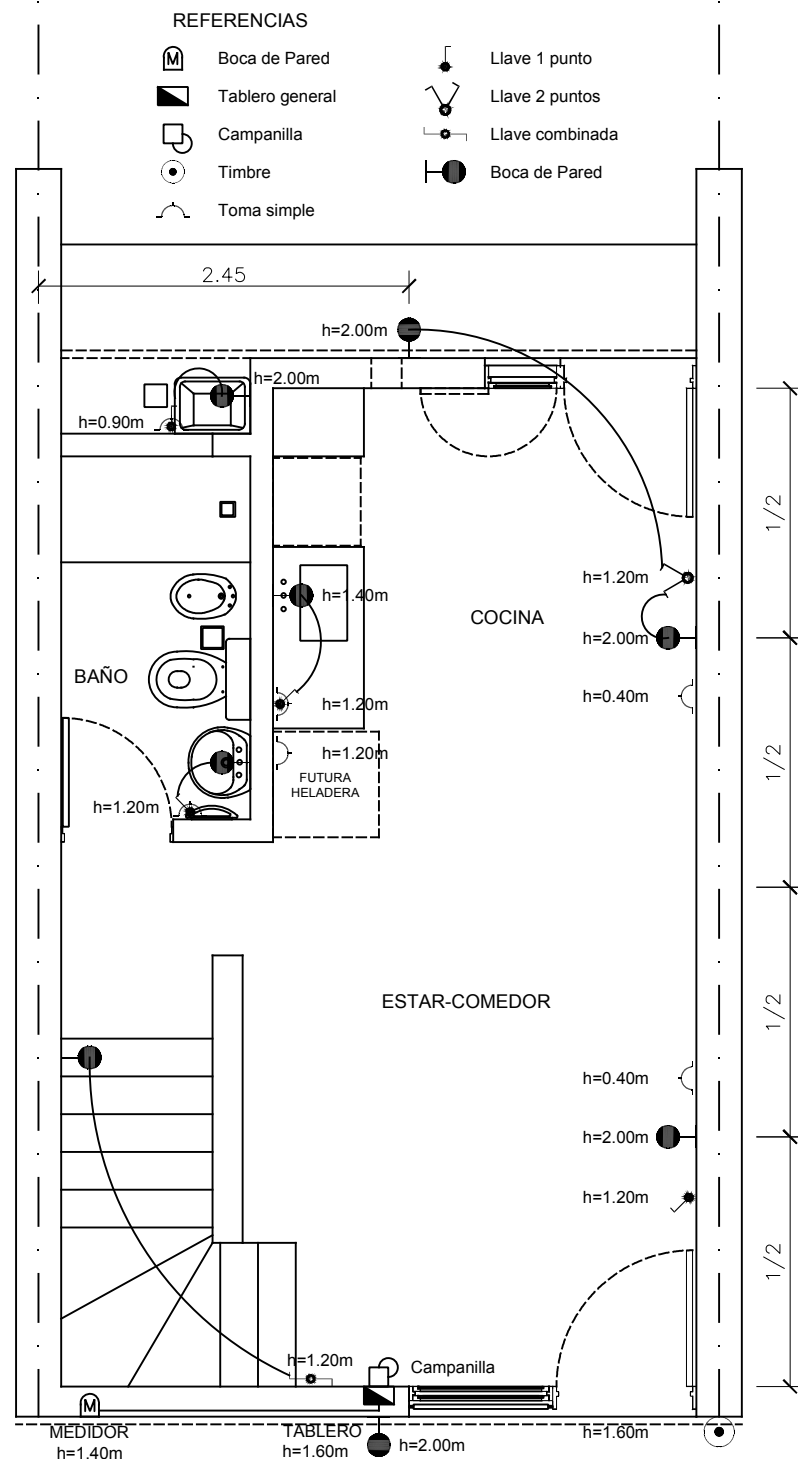 REFERENCIAS
M Boca de Pared
Llave 1 punto
Tablero general
Llave 2 puntos
Campanilla
Llave combinada
Timbre
Boca de Pared
Toma simple
2.45
h=2.00m
h=2.00m
h=0.90m
1/2
h=1.20m
h=1.40m
COCINA
h=2.00m
BAÑO
h=0.40m
h=1.20m
h=1.20m
1/2
FUTURA
HELADERA
h=1.20m
ESTAR-COMEDOR
1/2
h=0.40m
h=2.00m
h=1.20m
1/2
h=1.20m
Campanilla
M
MEDIDOR
h=1.40m
TABLERO
h=1.60m
h=2.00m
h=1.60m